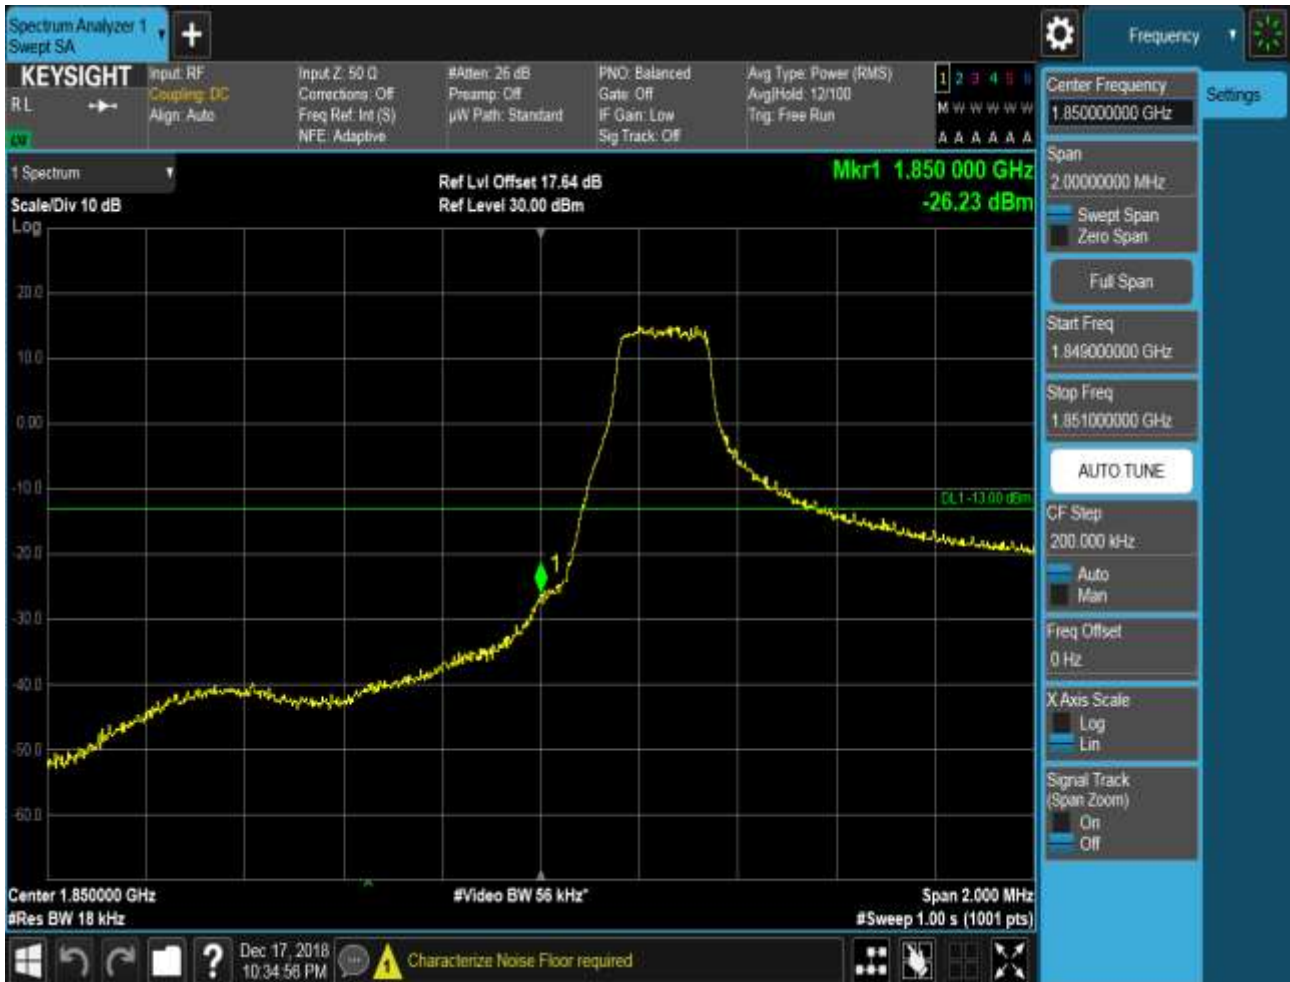 Spectrum Analyzer 1
Swept SA
Frequency
KEYSIGHT
R L
Input: RF
Coupling: DC
Align: Auto
Input Z: 50 Ω
Corrections: Off
Freq Ref: Int (S)
NFE: Adaptive
#Atten: 26 dB
Preamp: Off
µW Path: Standard
PNO: Balanced
Gate: Off
IF Gain: Low
Sig Track: Off
Avg Type: Power (RMS)
Avg|Hold: 12/100
Trig: Free Run
1 2 3 4 5 6
M W W W W W
A A A A A A
1 Spectrum
Scale/Div 10 dB
Ref Lvl Offset 17.64 dB
Ref Level 30.00 dBm
Mkr1 1.850 000 GHz
-26.23 dBm
Log
20.0
10.0
0.00
-10.0
-20.0
-30.0
-40.0
-50.0
-60.0
DL1 -13.00 dBm
1
Center 1.850000 GHz
#Video BW 56 kHz*
Span 2.000 MHz
#Res BW 18 kHz
#Sweep 1.00 s (1001 pts)
Dec 17, 2018
10:34:56 PM
Characterize Noise Floor required
Center Frequency
1.850000000 GHz
Settings
Span
2.00000000 MHz
Swept Span
Zero Span
Full Span
Start Freq
1.849000000 GHz
Stop Freq
1.851000000 GHz
AUTO TUNE
CF Step
200.000 kHz
Auto
Man
Freq Offset
0 Hz
X Axis Scale
Log
Lin
Signal Track
(Span Zoom)
On
Off